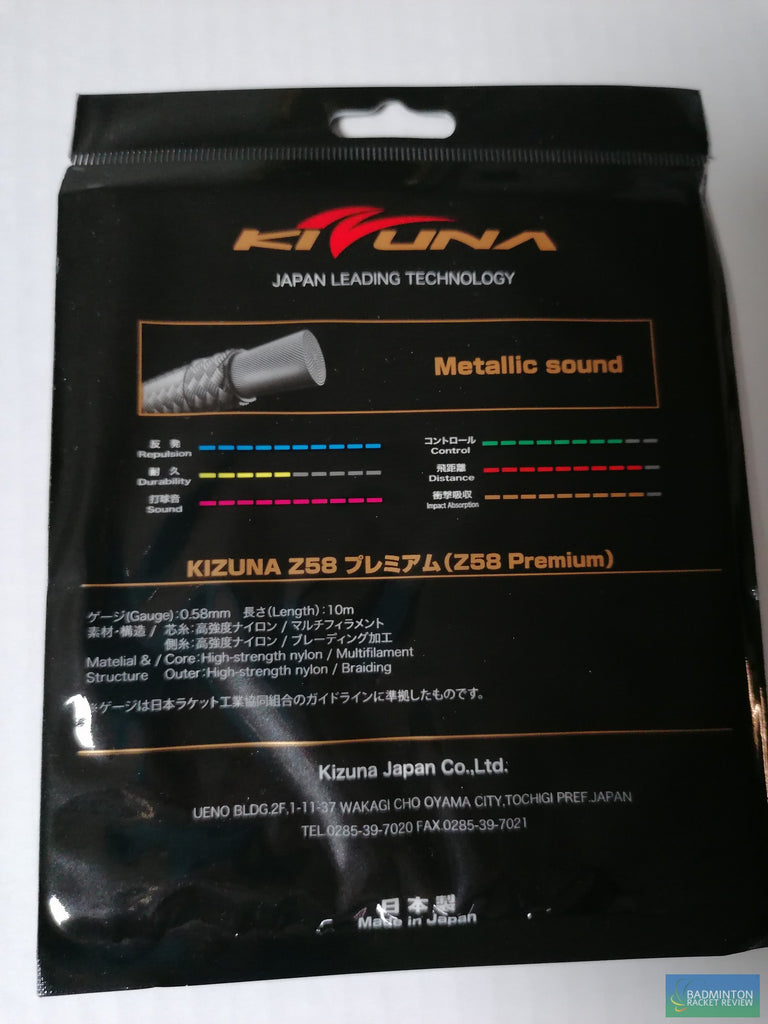 KIZUNA
JAPAN LEADING TECHNOLOGY
Metallic sound
反 発
Repulsion
耐 久
Durability
打球音
Sound
コントロール
Control
飛距離
Distance
衝撃吸収
Impact Absorption
KIZUNA Z58 プレミアム(Z58 Premium)
ゲージ(Gauge):0.58mm 長さ(Length):10m
素材・構造 / 芯糸:高強度ナイロン / マルチフィラメント
側糸:高強度ナイロン / ブレーディング加工
Matelial & / Core:High-strength nylon / Multifilament
Structure Outer:High-strength nylon / Braiding
※ゲージは日本ラケット工業協同組合のガイドラインに準拠したものです。
Kizuna Japan Co.,Ltd.
UENO BLDG.2F,1-11-37 WAKAGI CHO OYAMA CITY,TOCHIGI PREF.JAPAN
TEL.0285-39-7020 FAX.0285-39-7021
日本製
Made in Japan
BADMINTON
RACKET REVIEW